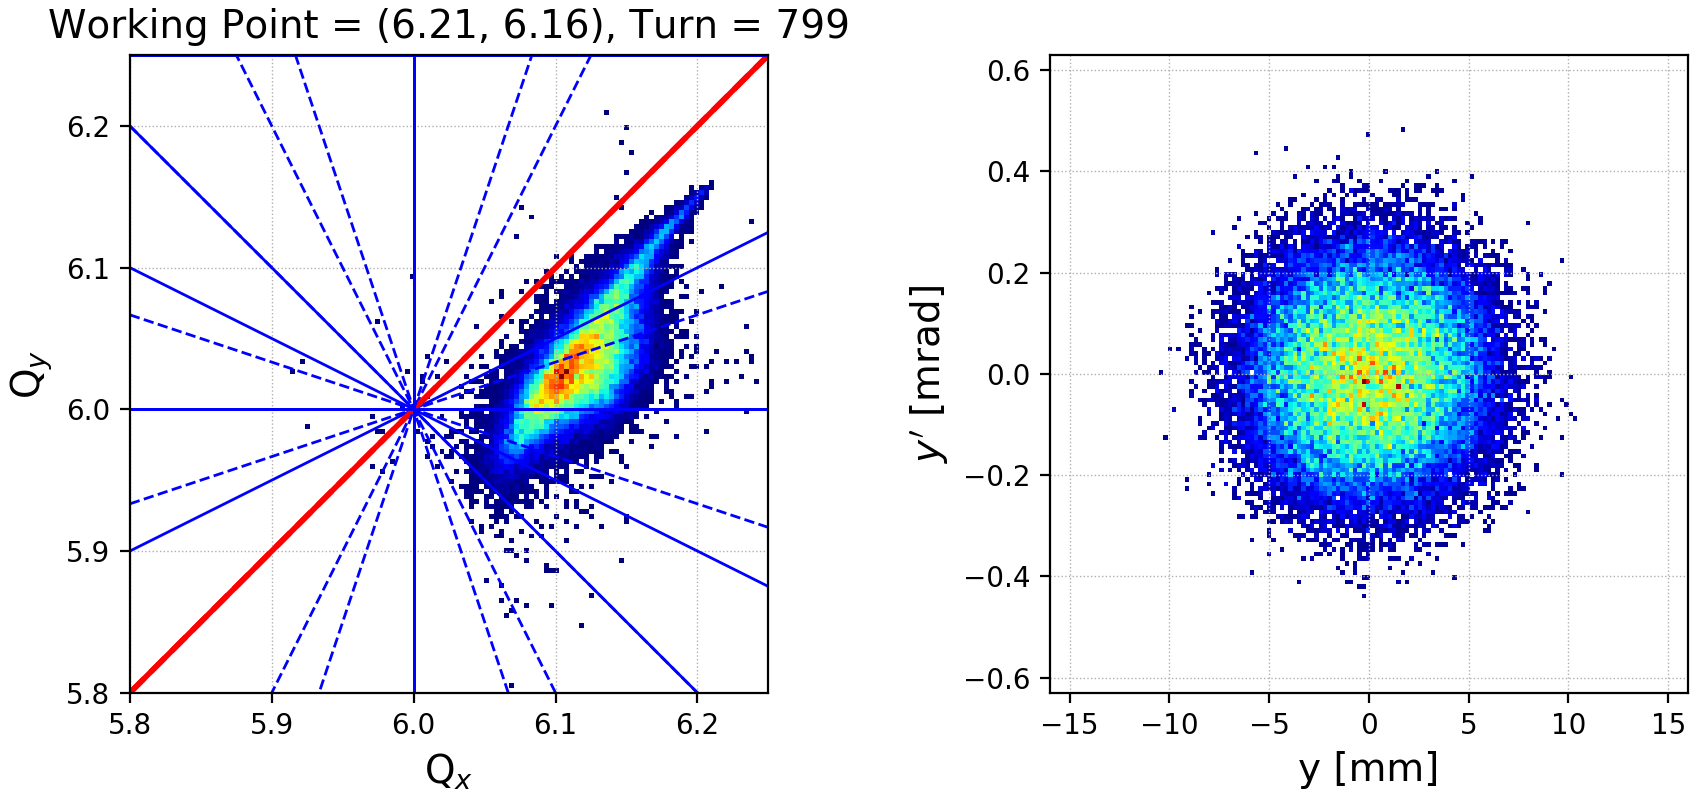 Working Point = (6.21, 6.16), Turn = 799
6.2
6.1
6.0
5.9
5.8
Q_y
5.8 5.9 6.0 6.1 6.2
Q_x
0.6
0.4
0.2
0.0
−0.2
−0.4
−0.6
y′ [mrad]
−15 −10 −5 0 5 10 15
y [mm]